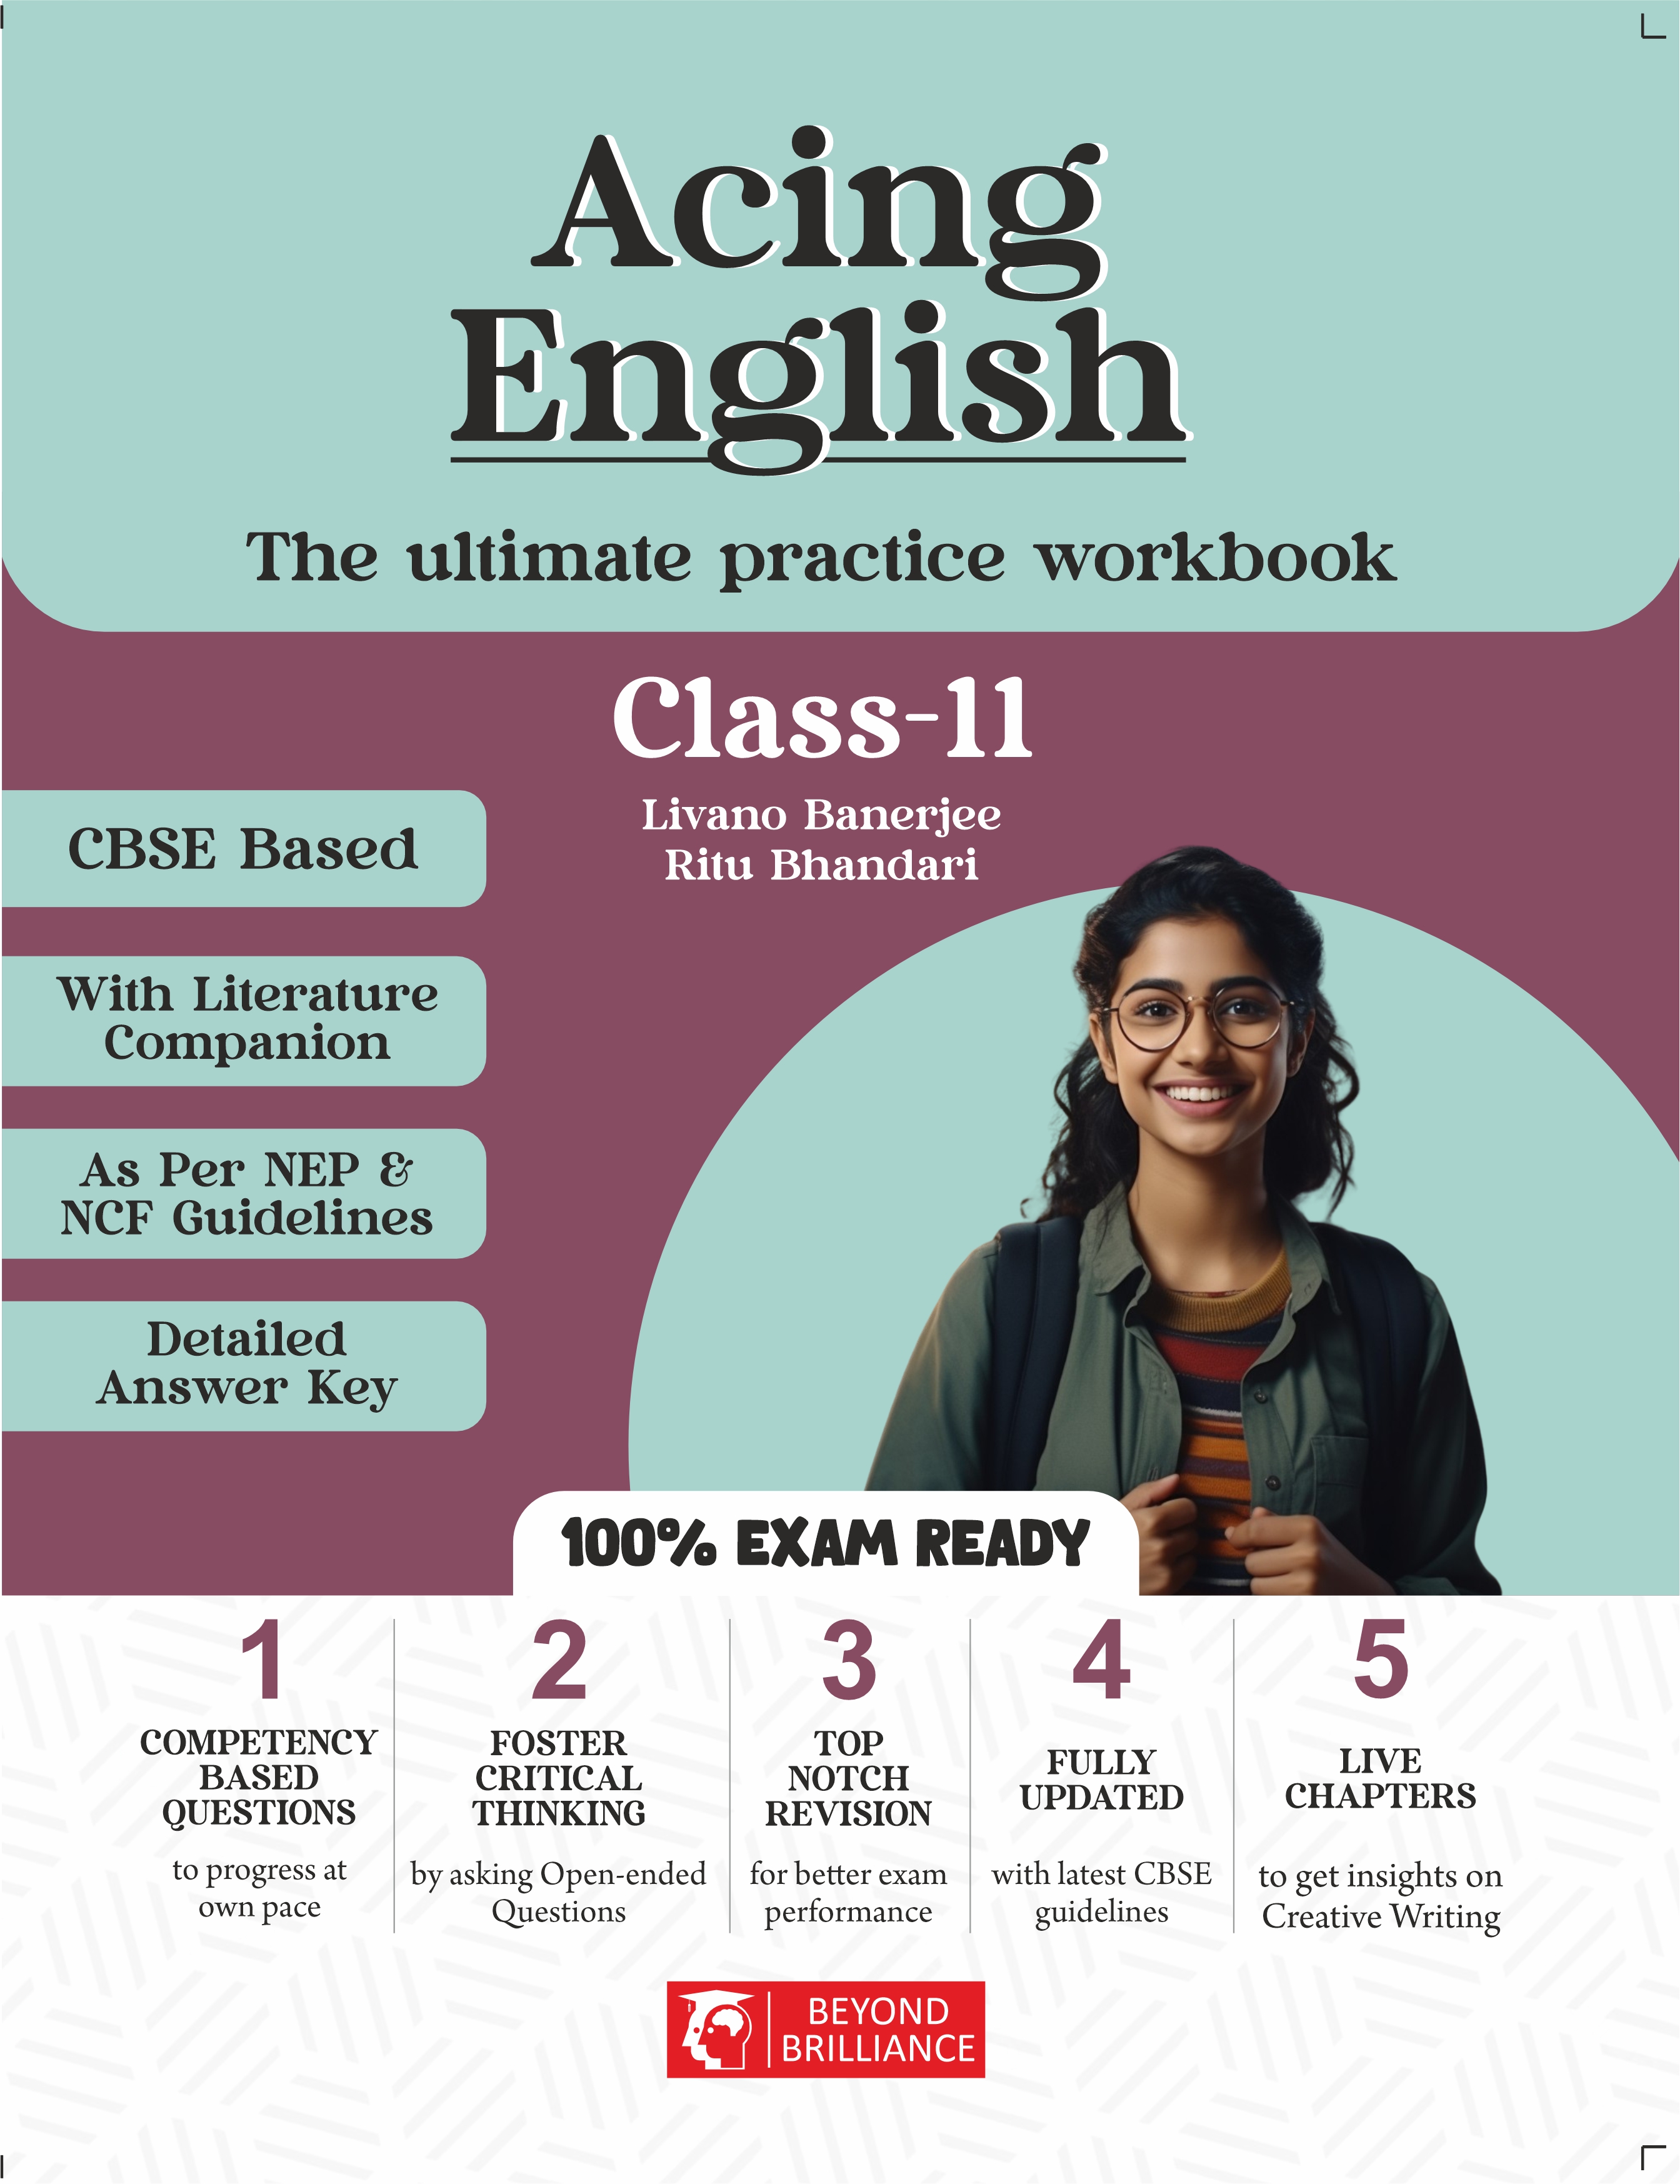 Acing
English
The ultimate practice workbook
Class-11
Livano Banerjee
Ritu Bhandari
CBSE Based
With Literature
Companion
As Per NEP &
NCF Guidelines
Detailed
Answer Key
100% EXAM READY
1
COMPETENCY
BASED
QUESTIONS
to progress at
own pace
2
FOSTER
CRITICAL
THINKING
by asking Open-ended
Questions
3
TOP
NOTCH
REVISION
for better exam
performance
4
FULLY
UPDATED
with latest CBSE
guidelines
5
LIVE
CHAPTERS
to get insights on
Creative Writing
BEYOND
BRILLIANCE